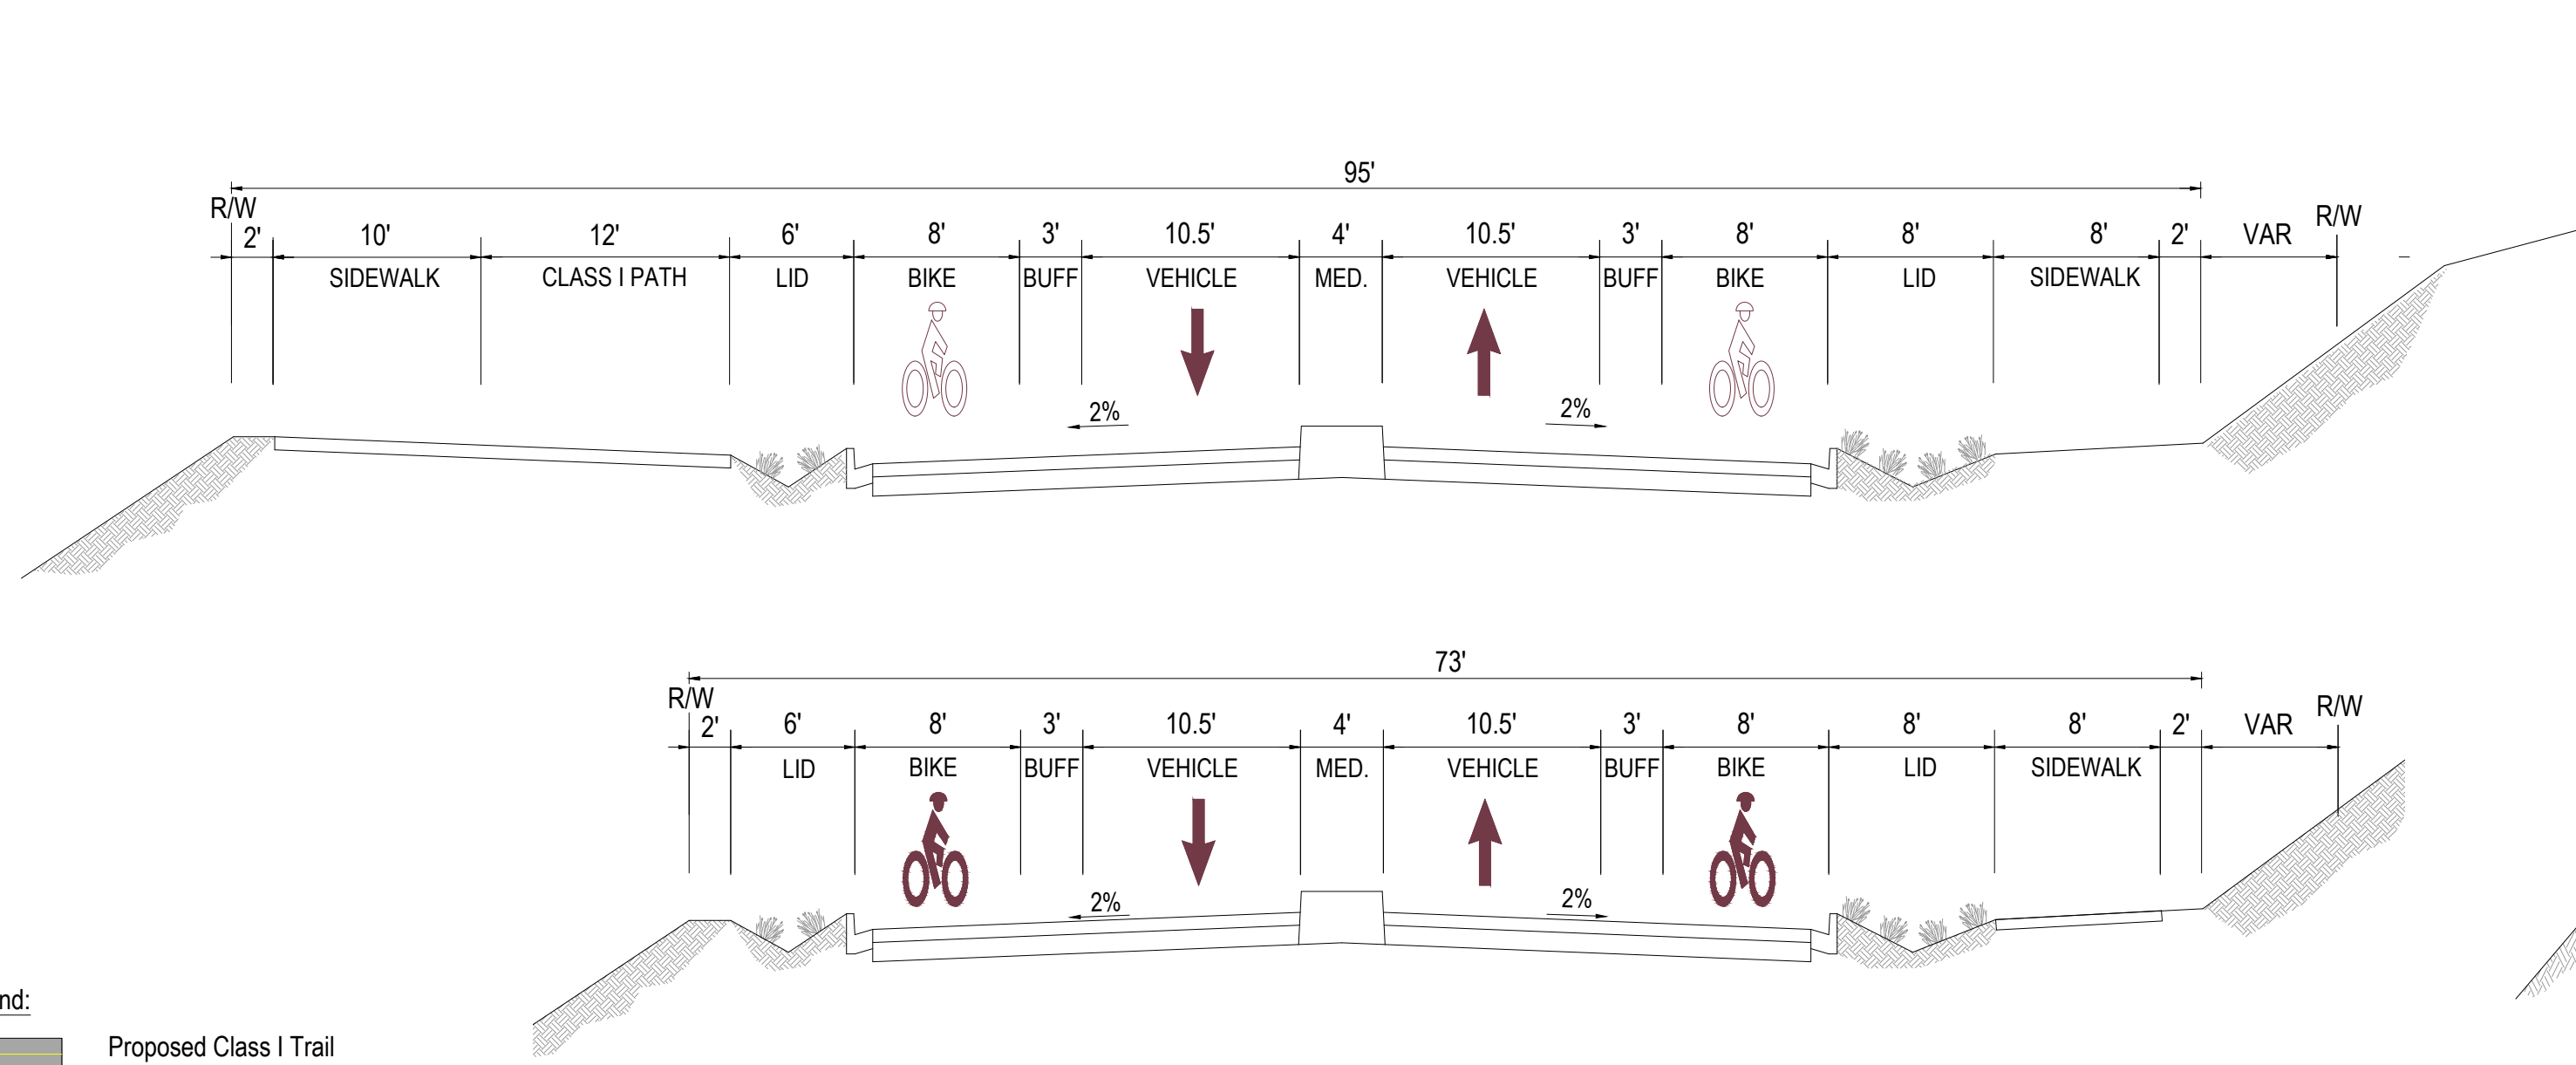 95'
R/W
R/W
2' 10' 12' 6' 8' 3' 10.5' 4' 10.5' 3' 8' 8' 8' 2' VAR
SIDEWALK CLASS I PATH LID BIKE BUFF VEHICLE MED. VEHICLE BUFF BIKE LID SIDEWALK
2% 2%
73'
R/W
R/W
2' 6' 8' 3' 10.5' 4' 10.5' 3' 8' 8' 8' 2' VAR
LID BIKE BUFF VEHICLE MED. VEHICLE BUFF BIKE LID SIDEWALK
2% 2%
nd:
Proposed Class I Trail